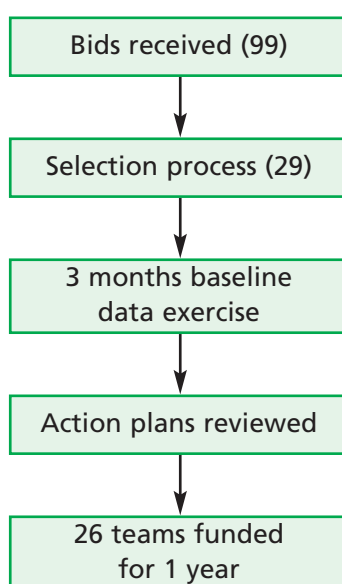 Bids received (99)
Selection process (29)
3 months baseline
data exercise
Action plans reviewed
26 teams funded
for 1 year